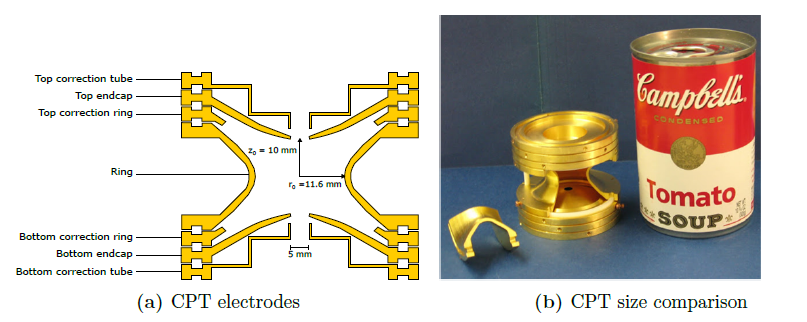 Top correction tube
Top endcap
Top correction ring
z₀ = 10 mm
Ring
r₀ =11.6 mm
Bottom correction ring
Bottom endcap
Bottom correction tube
5 mm
(a) CPT electrodes
Campbell's
CONDENSED
Tomato
SOUP
(b) CPT size comparison